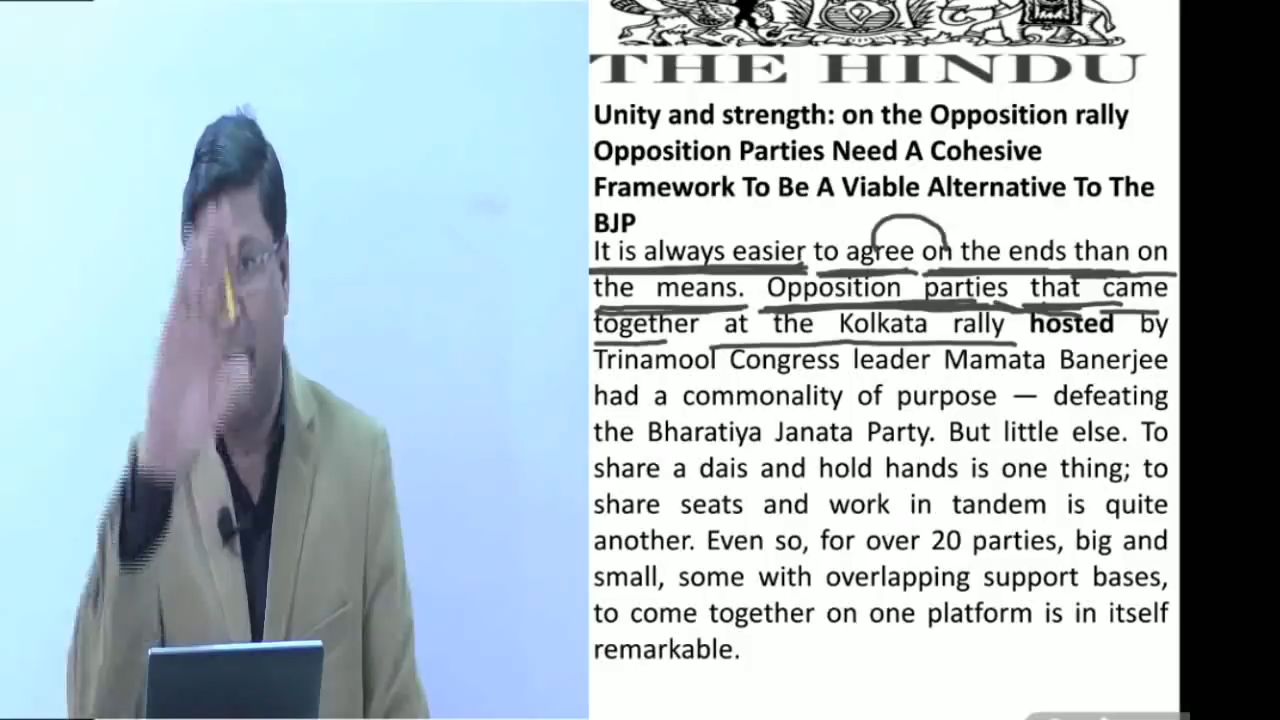 THE HINDU
Unity and strength: on the Opposition rally
Opposition Parties Need A Cohesive
Framework To Be A Viable Alternative To The
BJP
It is always easier to agree on the ends than on
the means. Opposition parties that came
together at the Kolkata rally hosted by
Trinamool Congress leader Mamata Banerjee
had a commonality of purpose — defeating
the Bharatiya Janata Party. But little else. To
share a dais and hold hands is one thing; to
share seats and work in tandem is quite
another. Even so, for over 20 parties, big and
small, some with overlapping support bases,
to come together on one platform is in itself
remarkable.